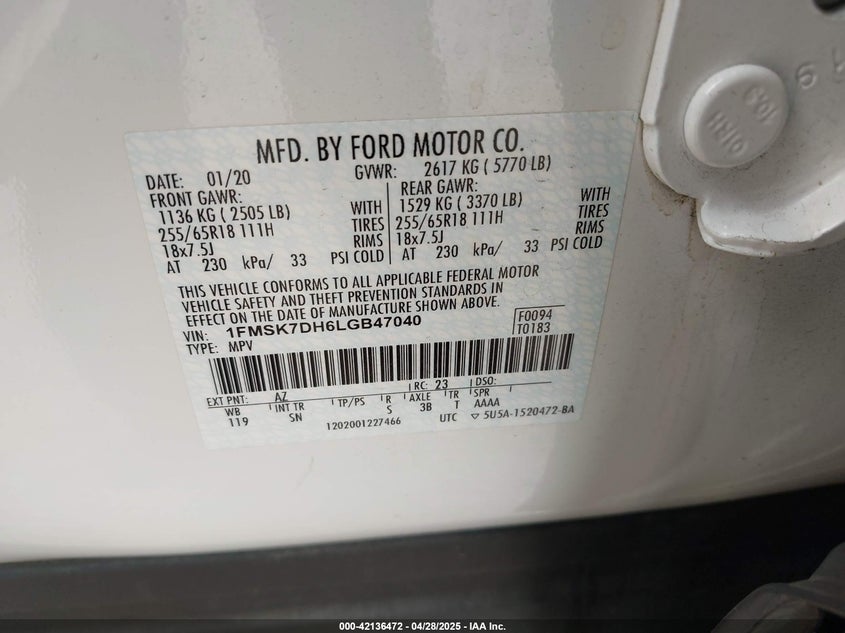 MFD. BY FORD MOTOR CO.
DATE: 01/20 GVWR: 2617 KG ( 5770 LB)
FRONT GAWR: REAR GAWR:
1136 KG ( 2505 LB) WITH 1529 KG ( 3370 LB) WITH
255/65R18 111H TIRES 255/65R18 111H TIRES
18x7.5J RIMS 18x7.5J RIMS
AT 230 kPa/ 33 PSI COLD AT 230 kPa/ 33 PSI COLD
THIS VEHICLE CONFORMS TO ALL APPLICABLE FEDERAL MOTOR
VEHICLE SAFETY AND THEFT PREVENTION STANDARDS IN
EFFECT ON THE DATE OF MANUFACTURE SHOWN ABOVE.
VIN: 1FMSK7DH6LGB47040 F0094
TYPE: MPV T0183
EXT PNT: AZ RC: 23 DSO:
WB INT TR TP/PS R AXLE TR SPR
119 SN S 3B T AAAA
1202001227466 UTC ▽ 5U5A-1520472-BA
10.9
000-42136472 | 04/28/2025 - IAA Inc.